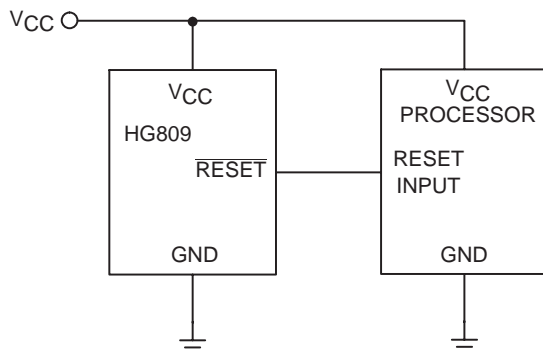 VCC
VCC
HG809
RESET
GND
VCC
PROCESSOR
RESET
INPUT
GND